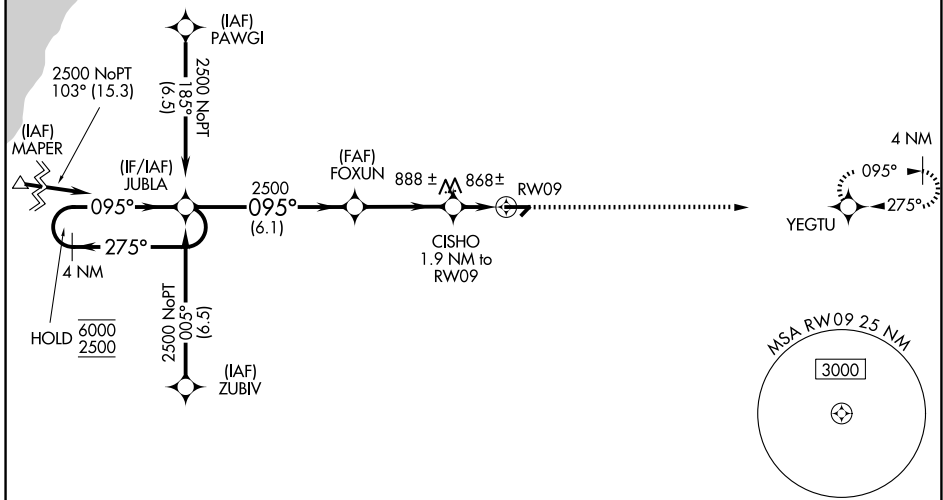 (IAF)
PAWGI
2500 NoPT
185°
(6.5)
2500 NoPT
103° (15.3)
(IAF)
MAPER
(IF/IAF)
JUBLA
(FAF)
FOXUN
888 ±
868±
RW09
4 NM
095°
275°
YEGTU
095°
2500
095°
(6.1)
CISHO
1.9 NM to
RW09
275°
4 NM
HOLD 6000
2500
2500 NoPT
005°
(6.5)
(IAF)
ZUBIV
MSA RW09 25 NM
3000